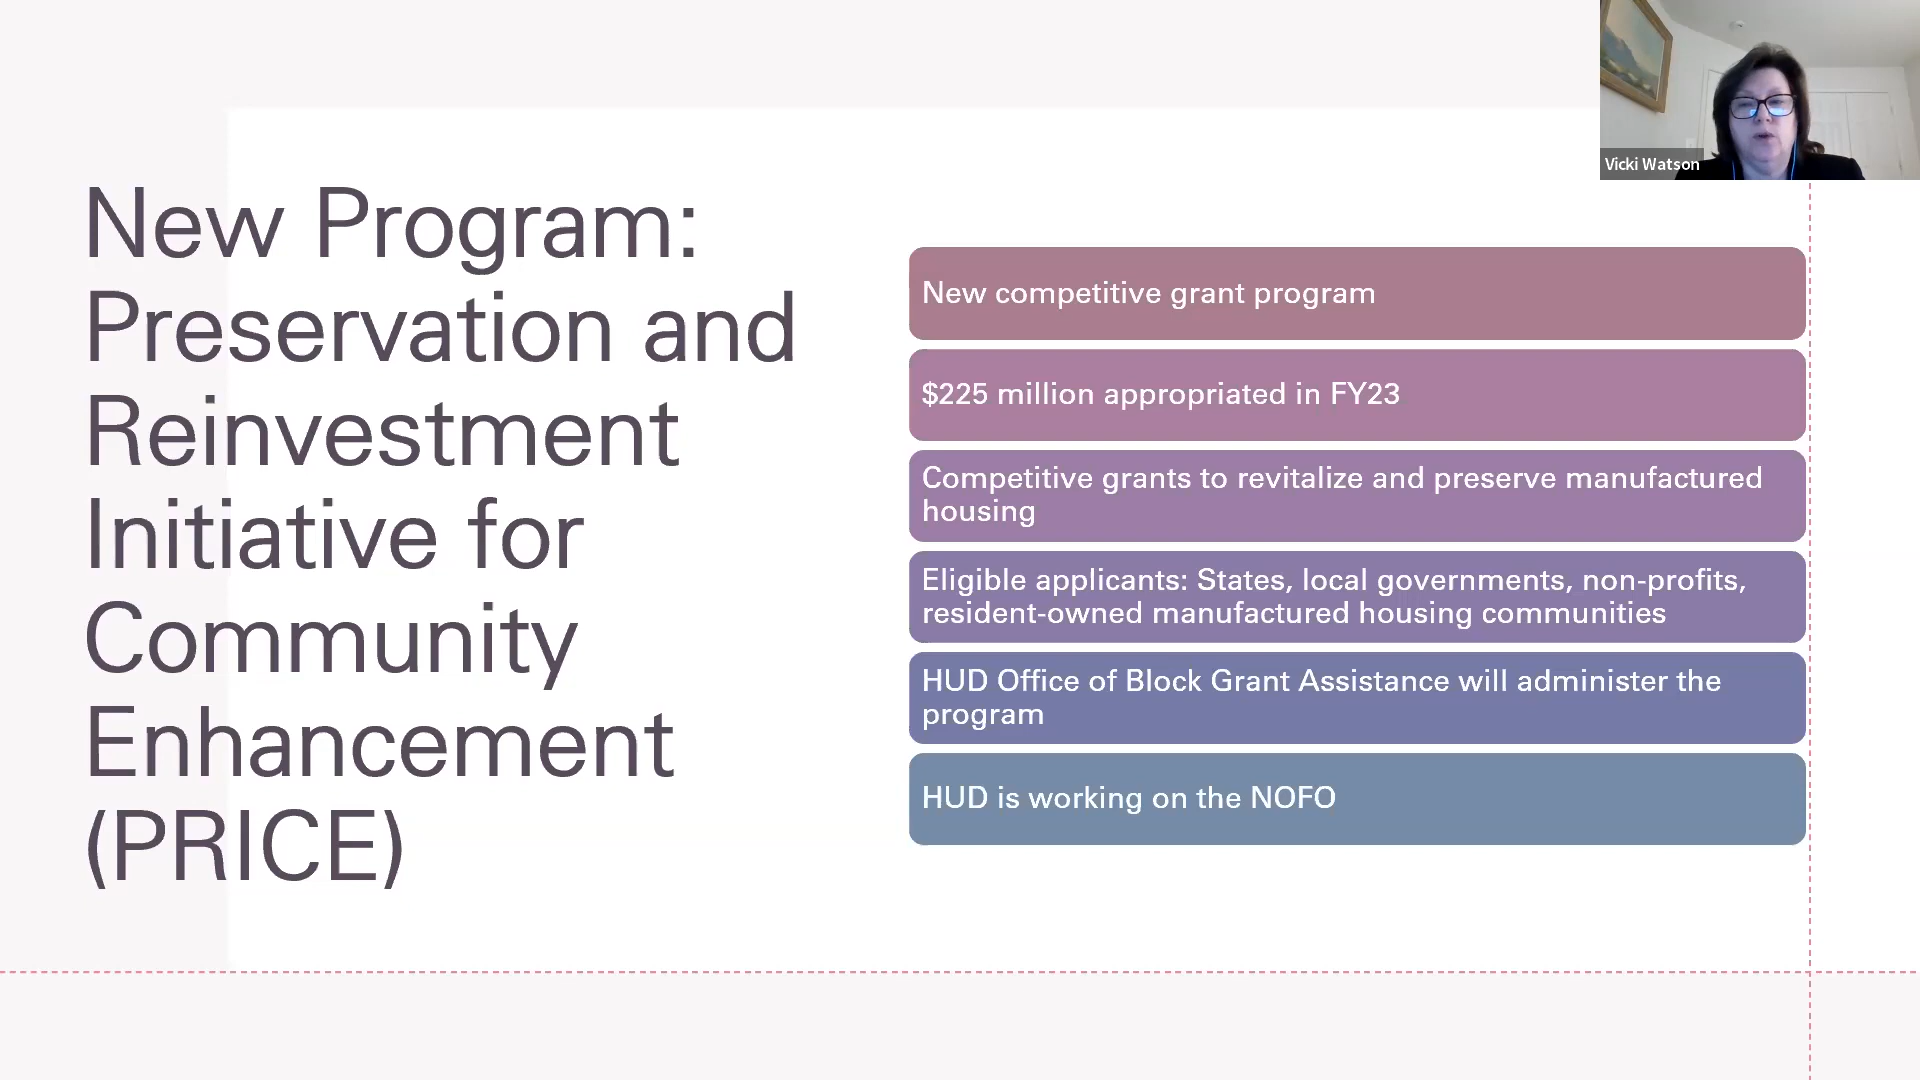 New Program:
Preservation and
Reinvestment
Initiative for
Community
Enhancement
(PRICE)
New competitive grant program
$225 million appropriated in FY23
Competitive grants to revitalize and preserve manufactured
housing
Eligible applicants: States, local governments, non-profits,
resident-owned manufactured housing communities
HUD Office of Block Grant Assistance will administer the
program
HUD is working on the NOFO
Vicki Watson